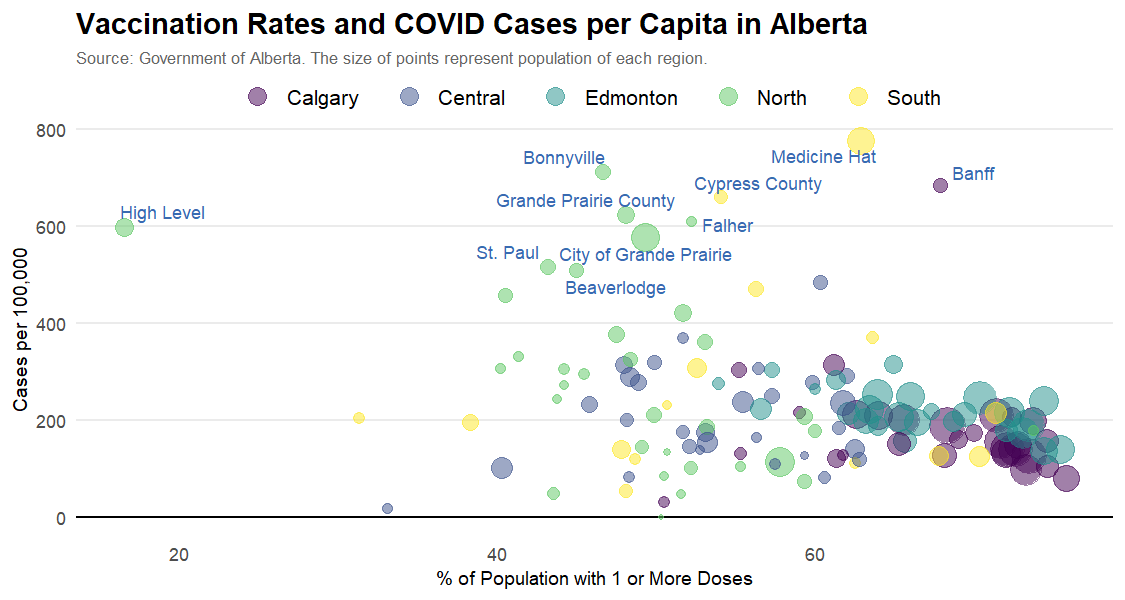 Vaccination Rates and COVID Cases per Capita in Alberta
Source: Government of Alberta. The size of points represent population of each region.
Calgary Central Edmonton North South
800
Bonnyville
Medicine Hat
Banff
Cypress County
Grande Prairie County
High Level
600
Falher
St. Paul
City of Grande Prairie
Beaverlodge
400
200
0
Cases per 100,000
20 40 60
% of Population with 1 or More Doses